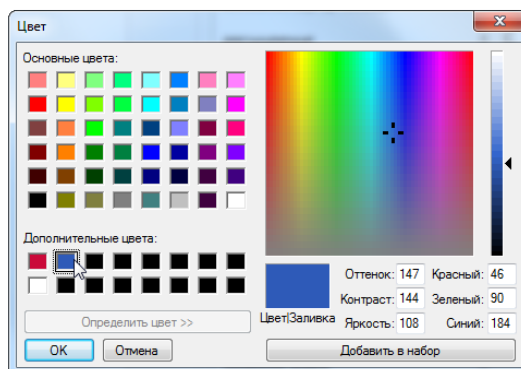 Цвет
Основные цвета:
Дополнительные цвета:
Определить цвет >>
OK
Отмена
Цвет|Заливка
Оттенок: 147
Контраст: 144
Яркость: 108
Красный: 46
Зеленый: 90
Синий: 184
Добавить в набор